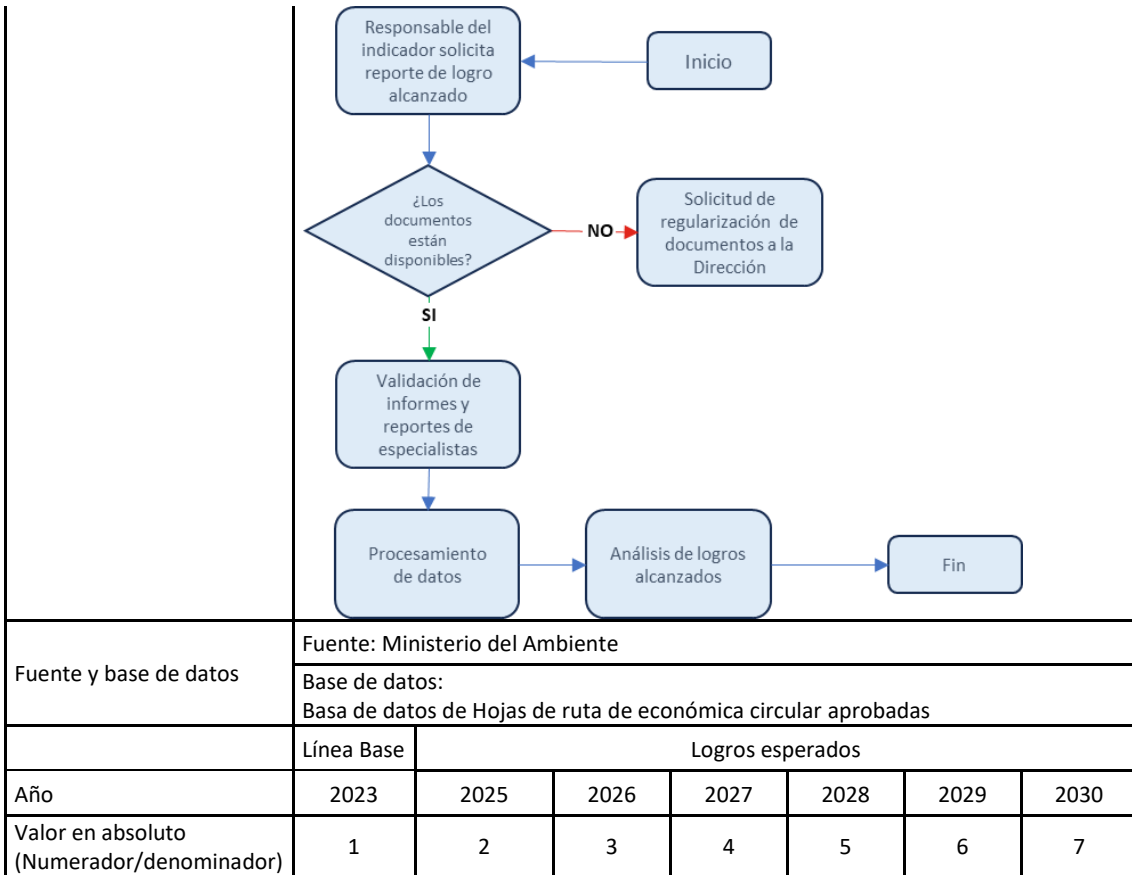 Inicio
Responsable del
indicador solicita
reporte de logro
alcanzado
¿Los
documentos
están
disponibles?
NO
Solicitud de
regularización de
documentos a la
Dirección
SI
Validación de
informes y
reportes de
especialistas
Procesamiento
de datos
Análisis de logros
alcanzados
Fin
Fuente y base de datos
Fuente: Ministerio del Ambiente
Base de datos:
Basa de datos de Hojas de ruta de económica circular aprobadas
Línea Base Logros esperados
Año 2023 2025 2026 2027 2028 2029 2030
Valor en absoluto
(Numerador/denominador) 1 2 3 4 5 6 7